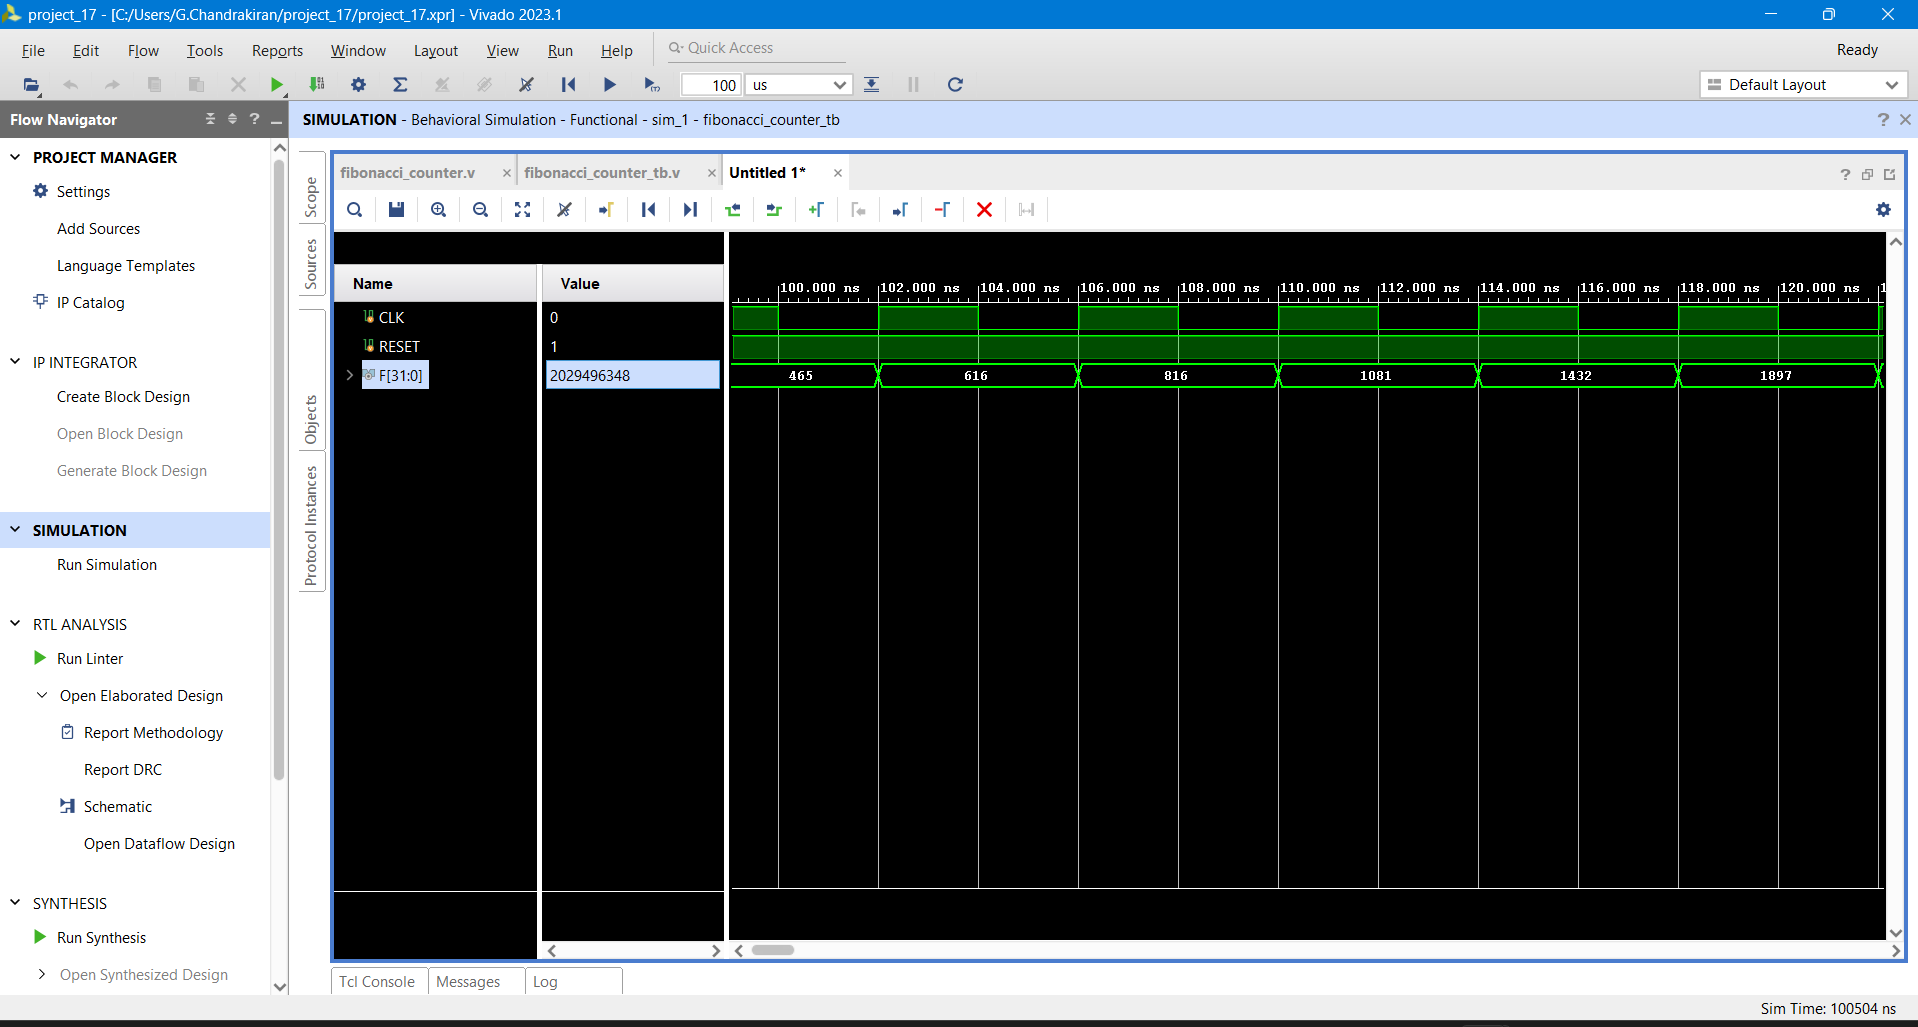 project_17 - [C:/Users/G.Chandrakiran/project_17/project_17.xpr] - Vivado 2023.1
File Edit Flow Tools Reports Window Layout View Run Help Quick Access Ready
100 us Default Layout
Flow Navigator
SIMULATION - Behavioral Simulation - Functional - sim_1 - fibonacci_counter_tb
PROJECT MANAGER
Settings
Add Sources
Language Templates
IP Catalog
IP INTEGRATOR
Create Block Design
Open Block Design
Generate Block Design
SIMULATION
Run Simulation
RTL ANALYSIS
Run Linter
Open Elaborated Design
Report Methodology
Report DRC
Schematic
Open Dataflow Design
SYNTHESIS
Run Synthesis
Open Synthesized Design
Scope
Sources
Objects
Protocol Instances
fibonacci_counter.v fibonacci_counter_tb.v Untitled 1*
Name Value
100.000 ns 102.000 ns 104.000 ns 106.000 ns 108.000 ns 110.000 ns 112.000 ns 114.000 ns 116.000 ns 118.000 ns 120.000 ns
CLK 0
RESET 1
F[31:0] 2029496348 465 616 816 1081 1432 1897
Tcl Console Messages Log
Sim Time: 100504 ns